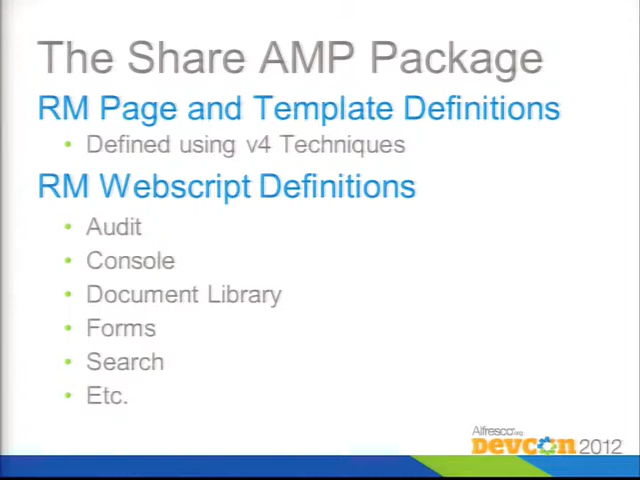 The Share AMP Package
RM Page and Template Definitions
• Defined using v4 Techniques
RM Webscript Definitions
• Audit
• Console
• Document Library
• Forms
• Search
• Etc.
Alfresco.org
Devcon 2012